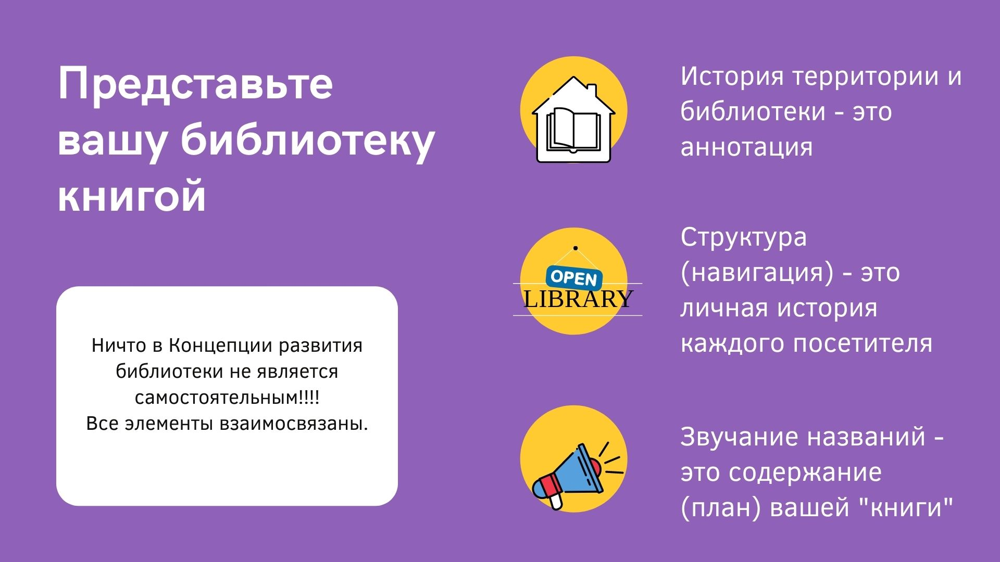 Представьте
вашу библиотеку
книгой
Ничто в Концепции развития
библиотеки не является
самостоятельным!!!!
Все элементы взаимосвязаны.
История территории и
библиотеки - это
аннотация
OPEN
LIBRARY
Структура
(навигация) - это
личная история
каждого посетителя
Звучание названий -
это содержание
(план) вашей "книги"